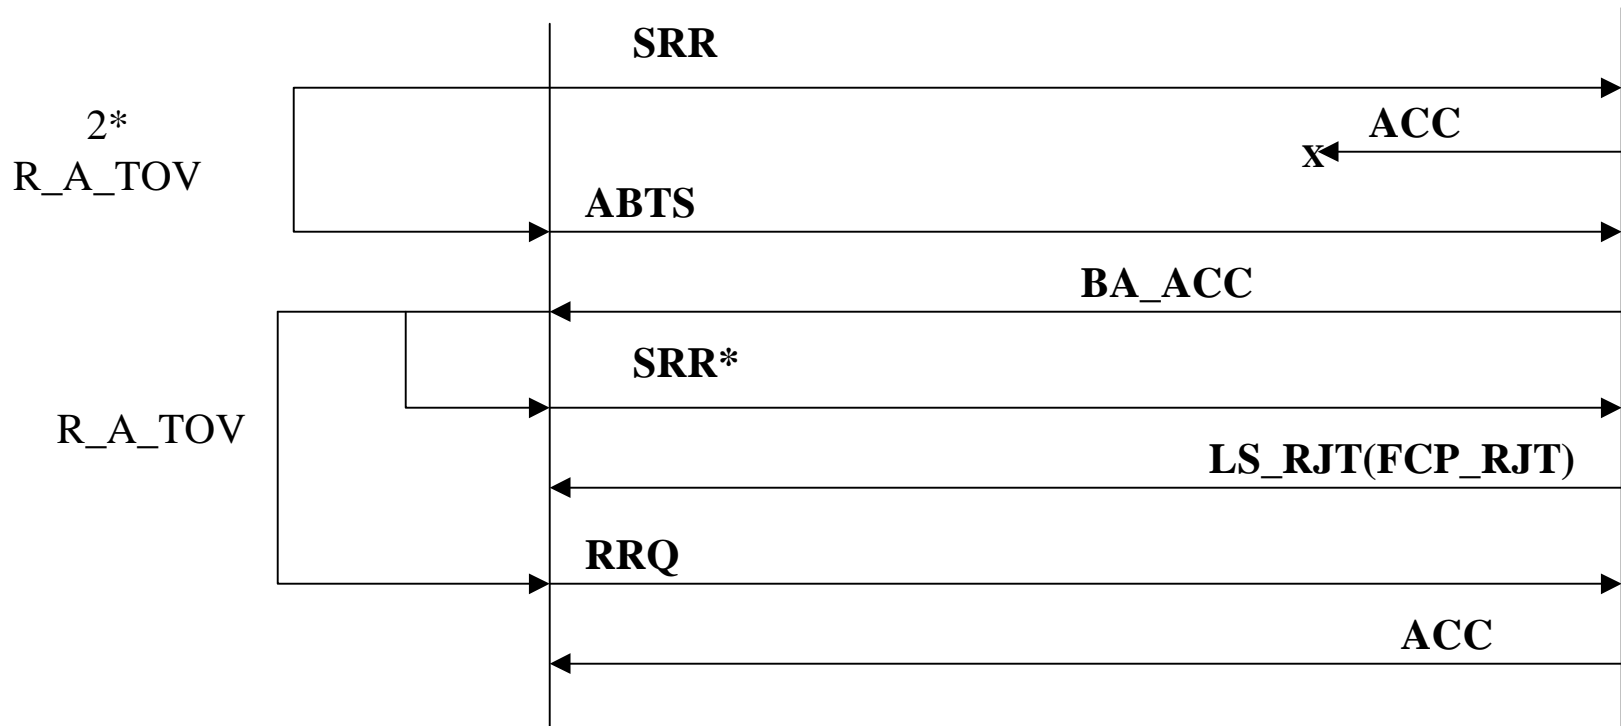 SRR
2*
R_A_TOV
ACC
x
ABTS
BA_ACC
SRR*
R_A_TOV
LS_RJT(FCP_RJT)
RRQ
ACC